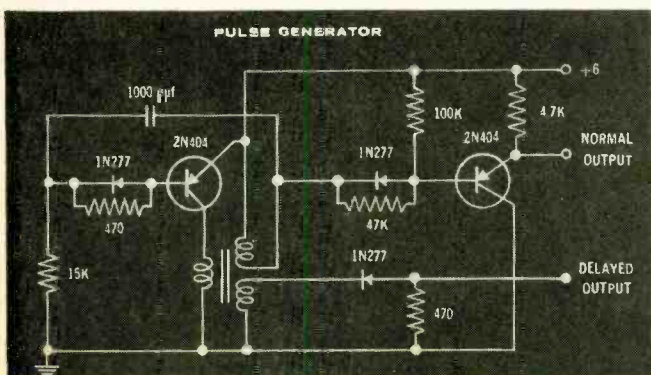 PULSE GENERATOR
+6
1000 µµf
100K
4.7K
2N404
2N404
NORMAL
OUTPUT
1N277
1N277
470
47K
1N277
15K
DELAYED
OUTPUT
470